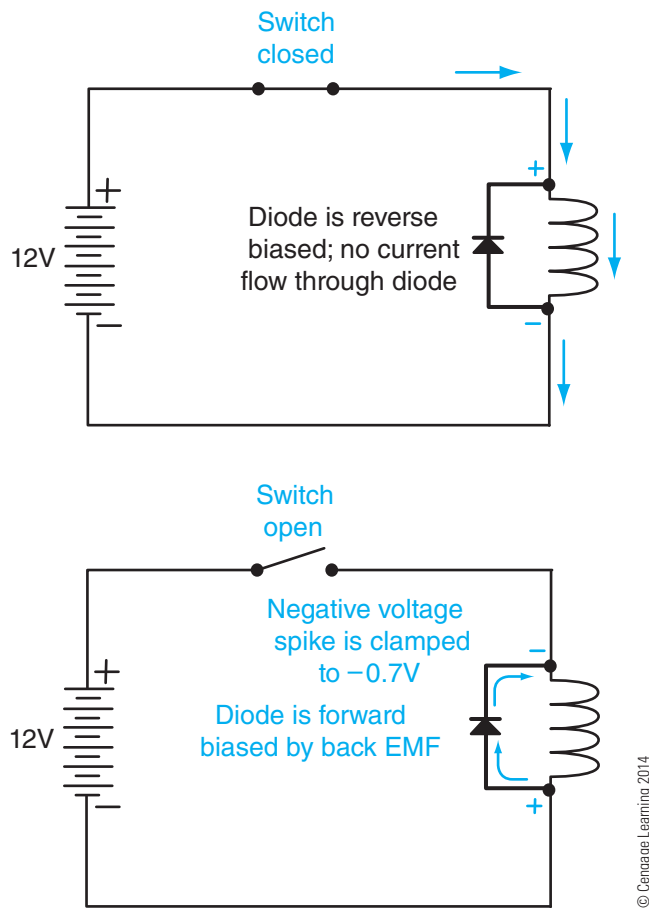 Switch
closed
+
+
12V
Diode is reverse
biased; no current
flow through diode
−
−
Switch
open
Negative voltage
spike is clamped
to −0.7V
−
+
12V
Diode is forward
biased by back EMF
−
+
© Cengage Learning 2014